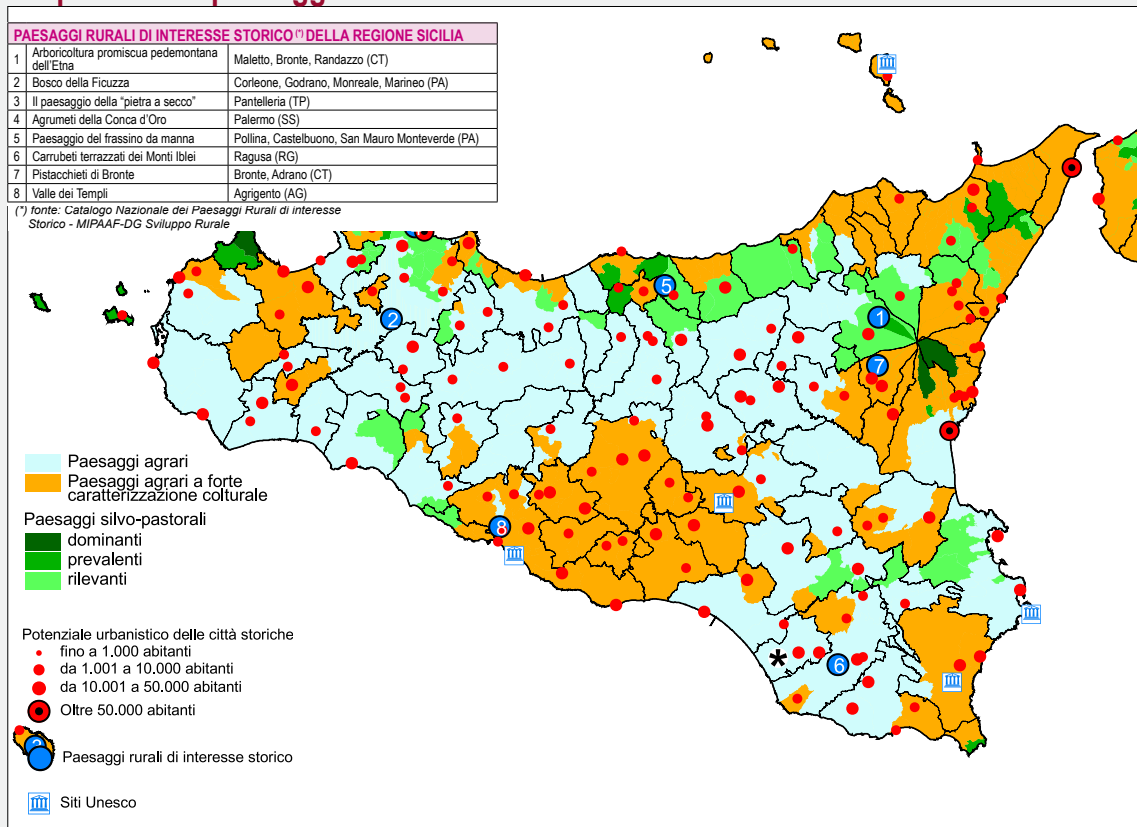 PAESAGGI RURALI DI INTERESSE STORICO (*) DELLA REGIONE SICILIA
1 Arboricoltura promiscua pedemontana dell'Etna Maletto, Bronte, Randazzo (CT)
2 Bosco della Ficuzza Corleone, Godrano, Monreale, Marineo (PA)
3 Il paesaggio della "pietra a secco" Pantelleria (TP)
4 Agrumeti della Conca d'Oro Palermo (SS)
5 Paesaggio del frassino da manna Pollina, Castelbuono, San Mauro Monteverde (PA)
6 Carrubeti terrazzati dei Monti Iblei Ragusa (RG)
7 Pistacchieti di Bronte Bronte, Adrano (CT)
8 Valle dei Templi Agrigento (AG)
(*) fonte: Catalogo Nazionale dei Paesaggi Rurali di interesse
Storico - MIPAAF-DG Sviluppo Rurale
5
2
1
7
8
6
*
Paesaggi agrari
Paesaggi agrari a forte
caratterizzazione colturale
Paesaggi silvo-pastorali
dominanti
prevalenti
rilevanti
Potenziale urbanistico delle città storiche
fino a 1.000 abitanti
da 1.001 a 10.000 abitanti
da 10.001 a 50.000 abitanti
Oltre 50.000 abitanti
3
Paesaggi rurali di interesse storico
Siti Unesco